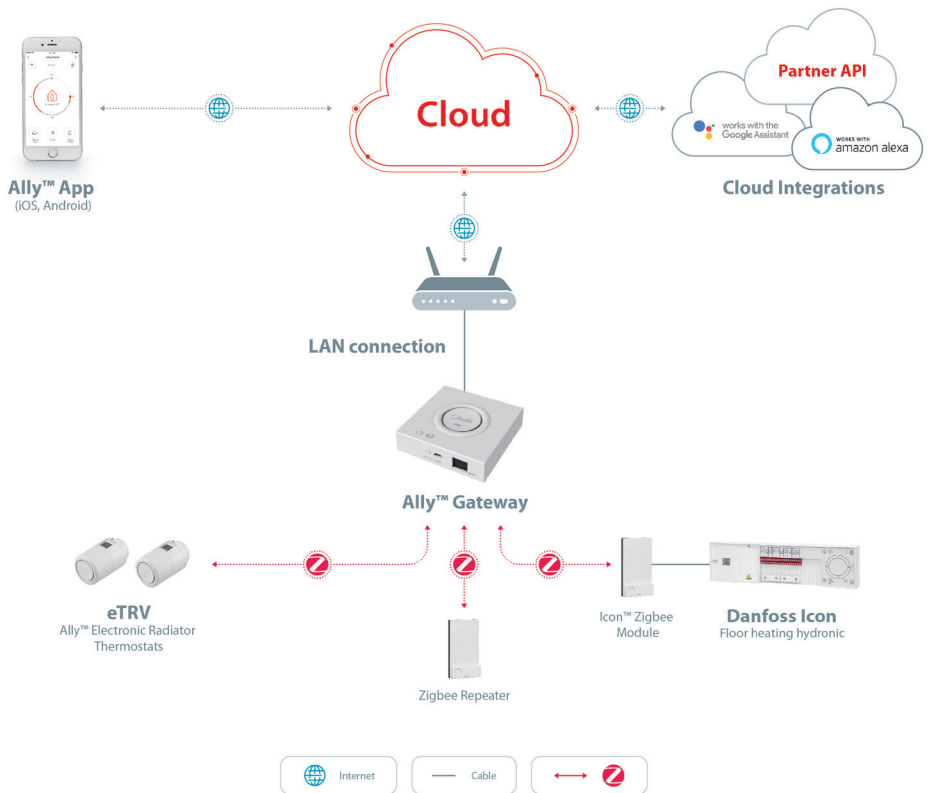 Cloud
Partner API
works with the
Google Assistant
WORKS WITH
amazon alexa
Ally™ App
(iOS, Android)
Cloud Integrations
LAN connection
Ally™ Gateway
eTRV
Ally™ Electronic Radiator
Thermostats
Icon™ Zigbee
Module
Danfoss Icon
Floor heating hydronic
Zigbee Repeater
Internet
Cable